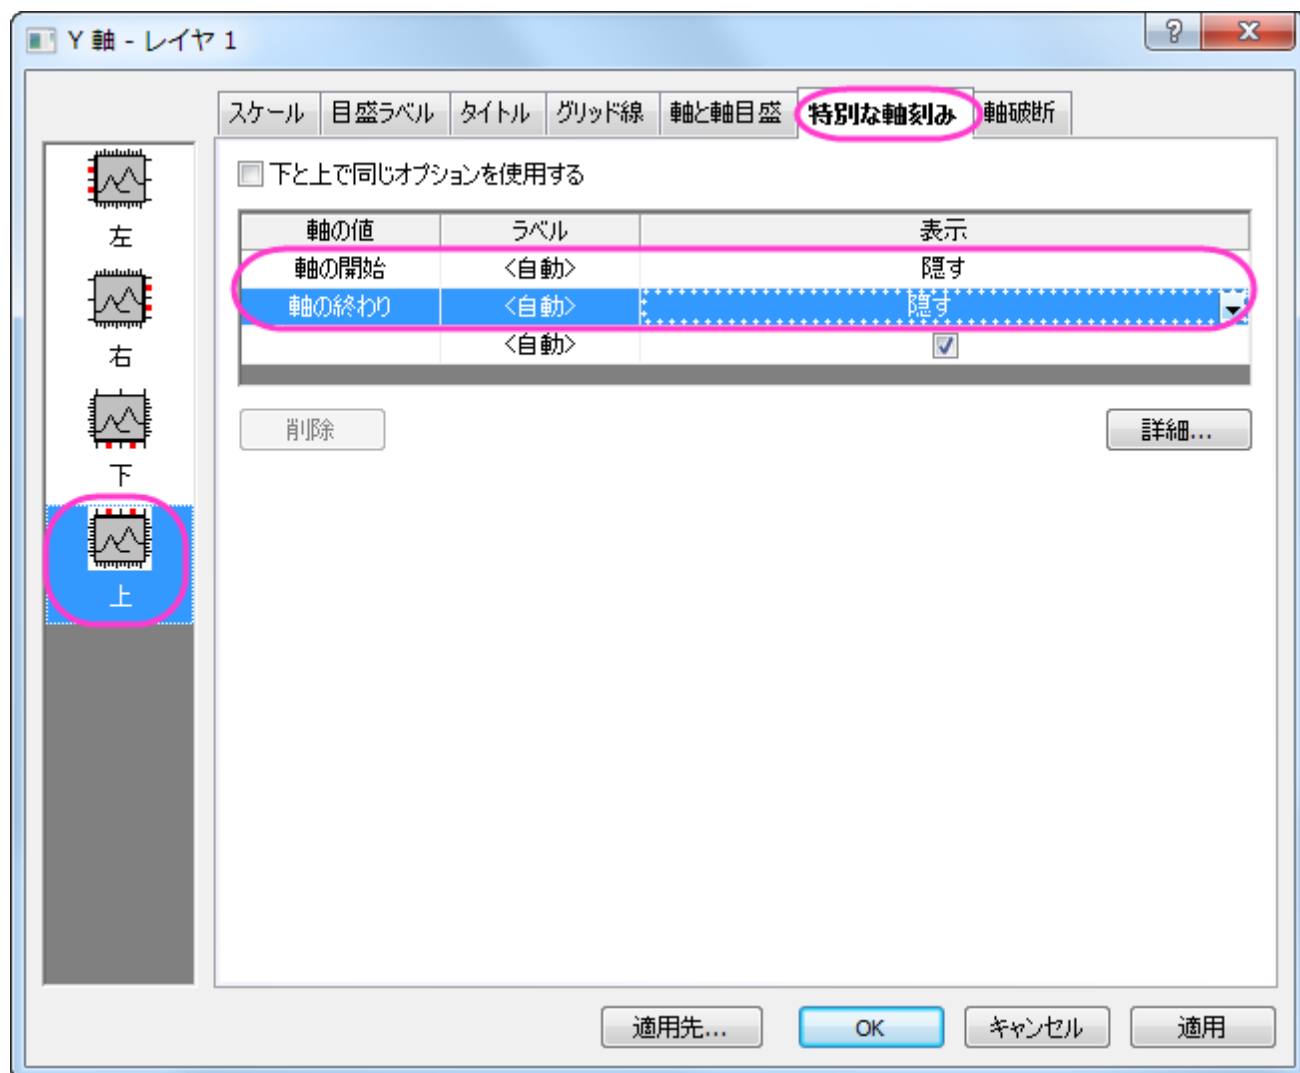 Y 軸 - レイヤ 1
スケール 目盛ラベル タイトル グリッド線 軸と軸目盛 特別な軸刻み 軸破断
下と上で同じオプションを使用する
軸の値 ラベル 表示
軸の開始 <自動> 隠す
軸の終わり <自動> 隠す
<自動>
削除 詳細...
左
右
下
上
適用先... OK キャンセル 適用